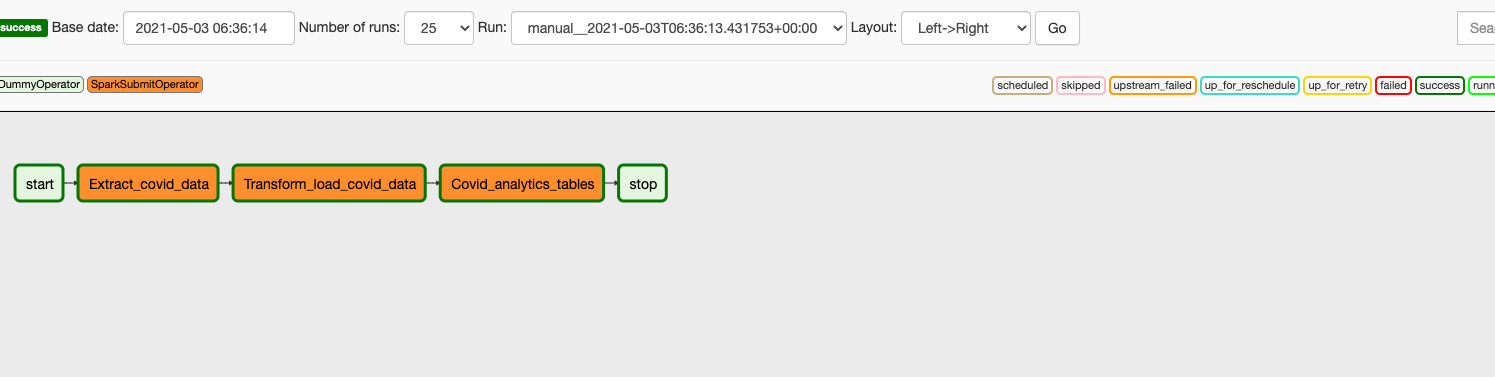 success Base date: 2021-05-03 06:36:14 Number of runs: 25 Run: manual__2021-05-03T06:36:13.431753+00:00 Layout: Left->Right Go Sea
DummyOperator SparkSubmitOperator scheduled skipped upstream_failed up_for_reschedule up_for_retry failed success runn
start Extract_covid_data Transform_load_covid_data Covid_analytics_tables stop